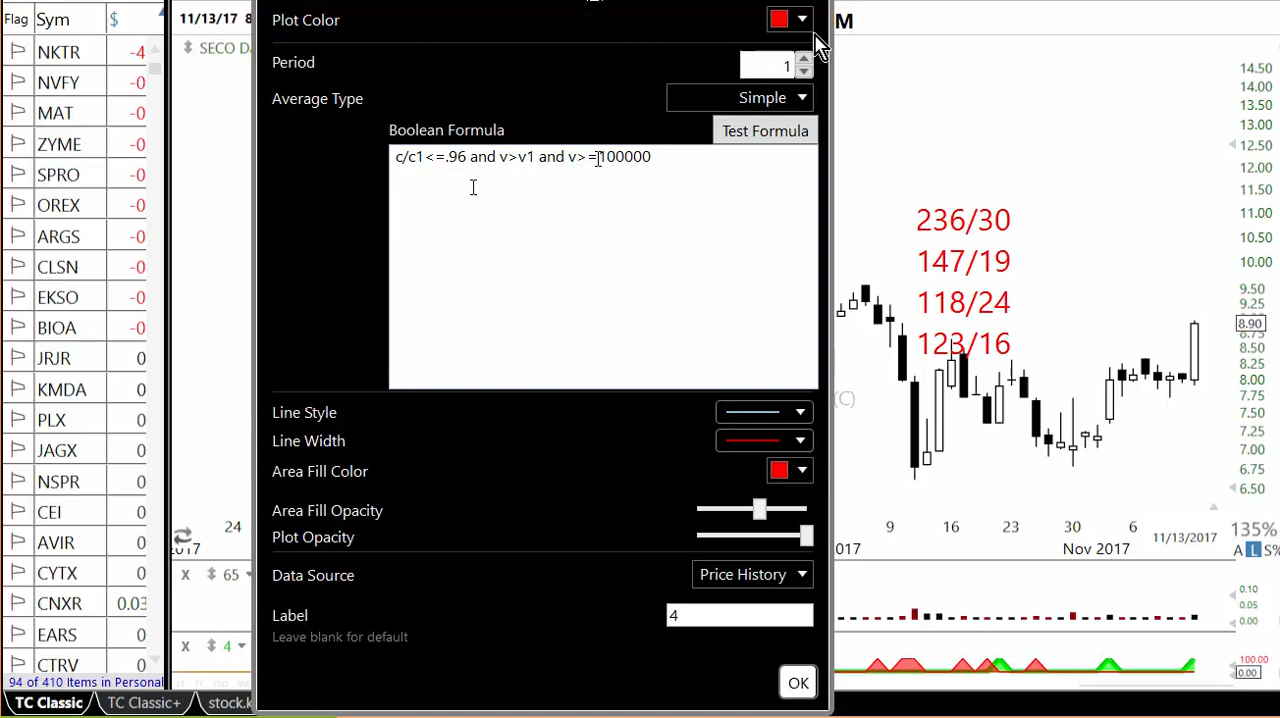 Flag Sym $
NKTR -4
NVFY -0
MAT -0
ZYME -0
SPRO -0
OREX -0
ARGS -0
CLSN -0
EKSO -0
BIOA -0
JRJR 0
KMDA 0
PLX 0
JAGX 0
NSPR 0
CEI 0
AVIR 0
CYTX 0
CNXR 0.03
EARS 0
CTRV 0
94 of 410 Items in Personal
TC Classic TC Classic+ stock.k
11/13/17 8
SECO Da
24
2017
X 65
X 4
Plot Color
Period 1
Average Type Simple
Boolean Formula Test Formula
c/c1<=.96 and v>v1 and v>=100000
Line Style
Line Width
Area Fill Color
Area Fill Opacity
Plot Opacity
Data Source Price History
Label 4
Leave blank for default
OK
M
236/30
147/19
118/24
123/16
(C)
14.50
14.00
13.50
13.00
12.50
12.00
11.50
11.00
10.50
10.00
9.50
9.25
8.90
8.75
8.50
8.25
8.00
7.75
7.50
7.25
7.00
6.75
6.50
9 16 23 30 6 135%
017 Nov 2017 11/13/2017 A L S%
0.10
0.05
0.00
100.00
0.00